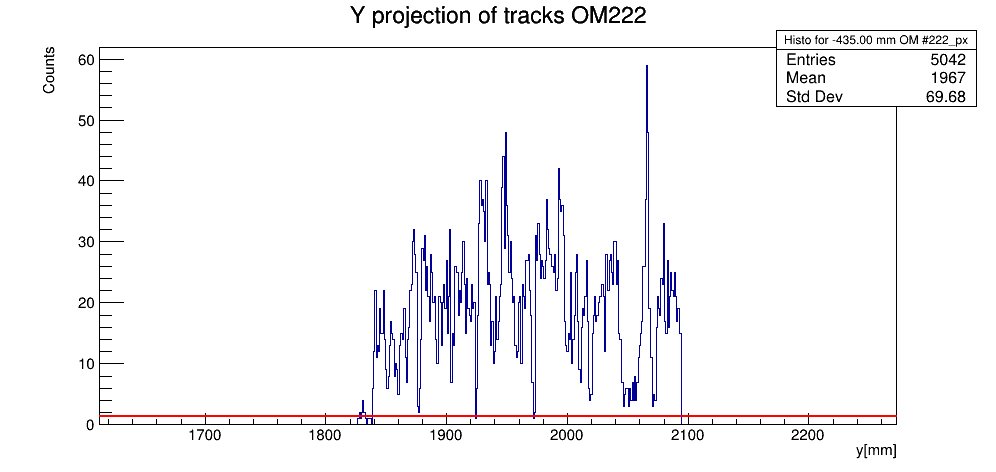 Y projection of tracks OM222
Histo for -435.00 mm OM #222_px
Entries 5042
Mean 1967
Std Dev 69.68
Counts
60
50
40
30
20
10
0
1700 1800 1900 2000 2100 2200
y[mm]